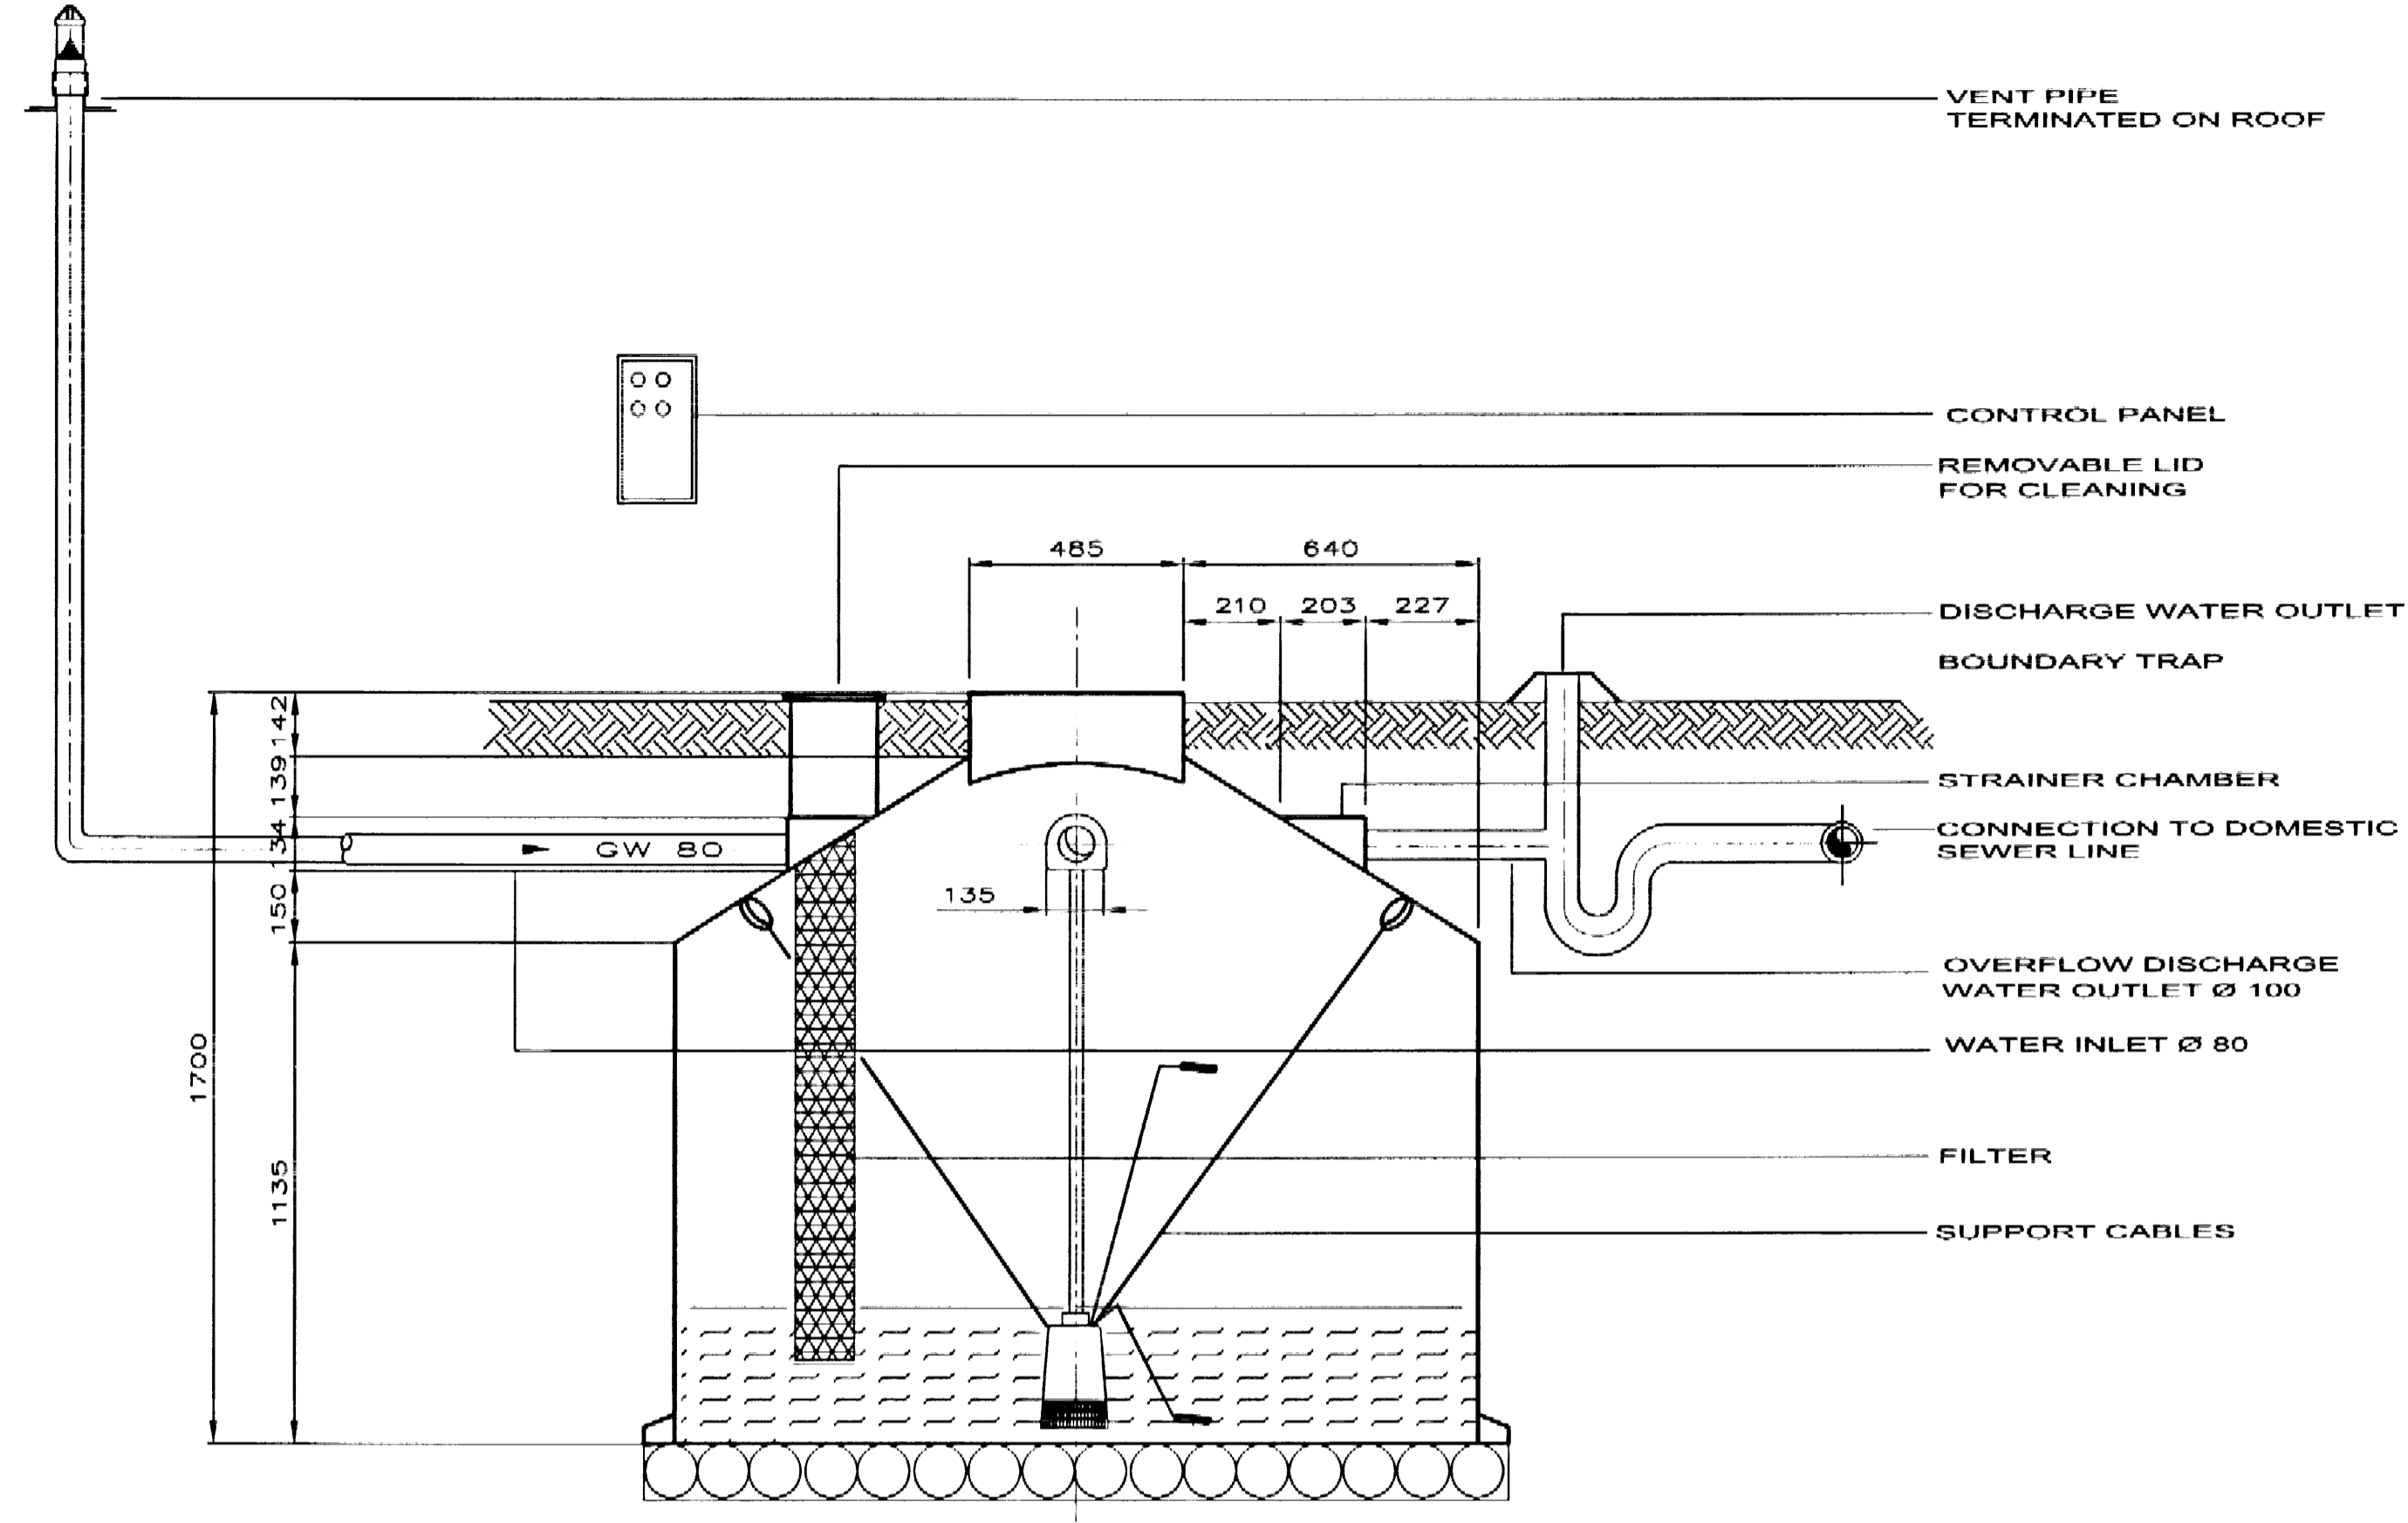 VENT PIPE
TERMINATED ON ROOF
CONTROL PANEL
REMOVABLE LID
FOR CLEANING
485
640
210
203
227
DISCHARGE WATER OUTLET
BOUNDARY TRAP
142
139
134
150
1135
1700
GW 80
135
STRAINER CHAMBER
CONNECTION TO DOMESTIC
SEWER LINE
OVERFLOW DISCHARGE
WATER OUTLET Ø 100
WATER INLET Ø 80
FILTER
SUPPORT CABLES